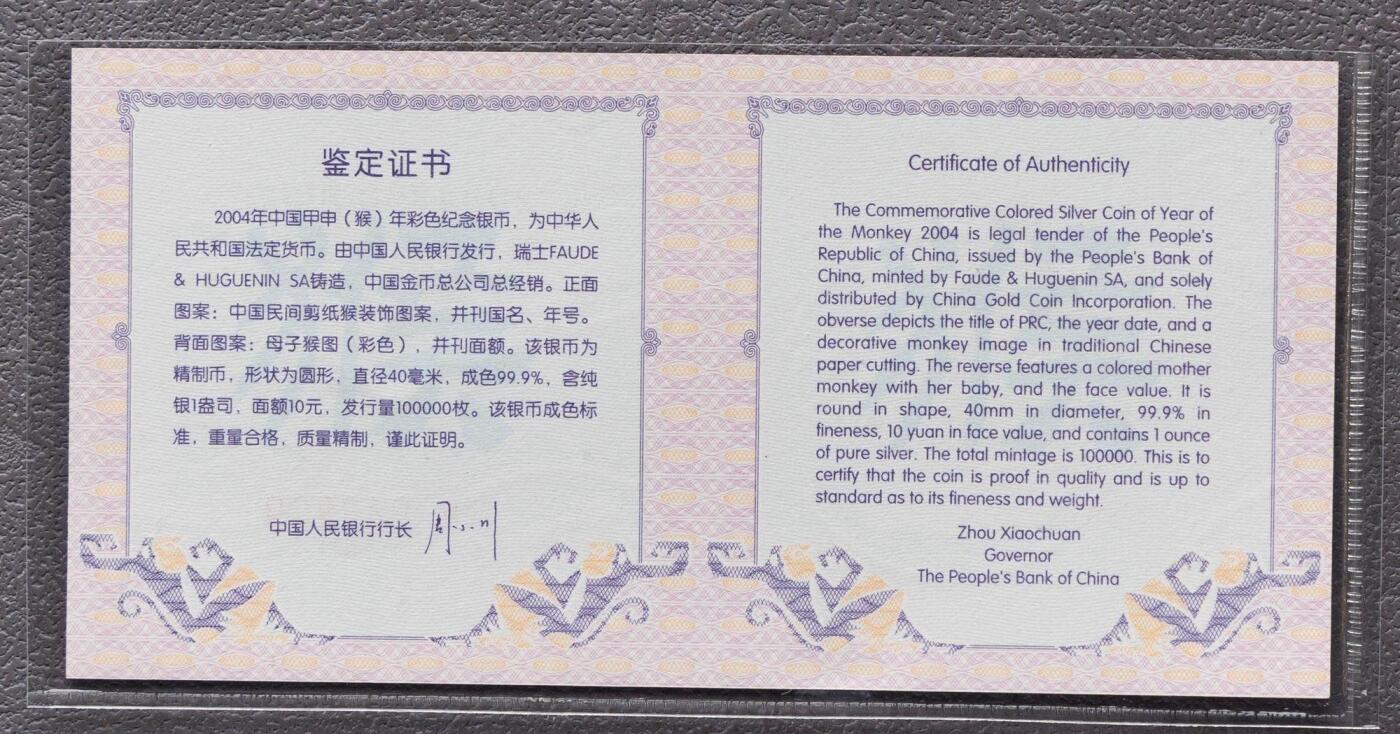 鉴定证书
2004年中国甲申（猴）年彩色纪念银币，为中华人
民共和国法定货币。由中国人民银行发行，瑞士FAUDE
& HUGUENIN SA铸造，中国金币总公司总经销。正面
图案：中国民间剪纸猴装饰图案，并刊国名、年号。
背面图案：母子猴图（彩色），并刊面额。该银币为
精制币，形状为圆形，直径40毫米，成色99.9%，含纯
银1盎司，面额10元，发行量100000枚。该银币成色标
准，重量合格，质量精制，谨此证明。
中国人民银行行长 周小川
Certificate of Authenticity
The Commemorative Colored Silver Coin of Year of
the Monkey 2004 is legal tender of the People's
Republic of China, issued by the People's Bank of
China, minted by Faude & Huguenin SA, and solely
distributed by China Gold Coin Incorporation. The
obverse depicts the title of PRC, the year date, and a
decorative monkey image in traditional Chinese
paper cutting. The reverse features a colored mother
monkey with her baby, and the face value. It is
round in shape, 40mm in diameter, 99.9% in
fineness, 10 yuan in face value, and contains 1 ounce
of pure silver. The total mintage is 100000. This is to
certify that the coin is proof in quality and is up to
standard as to its fineness and weight.
Zhou Xiaochuan
Governor
The People's Bank of China